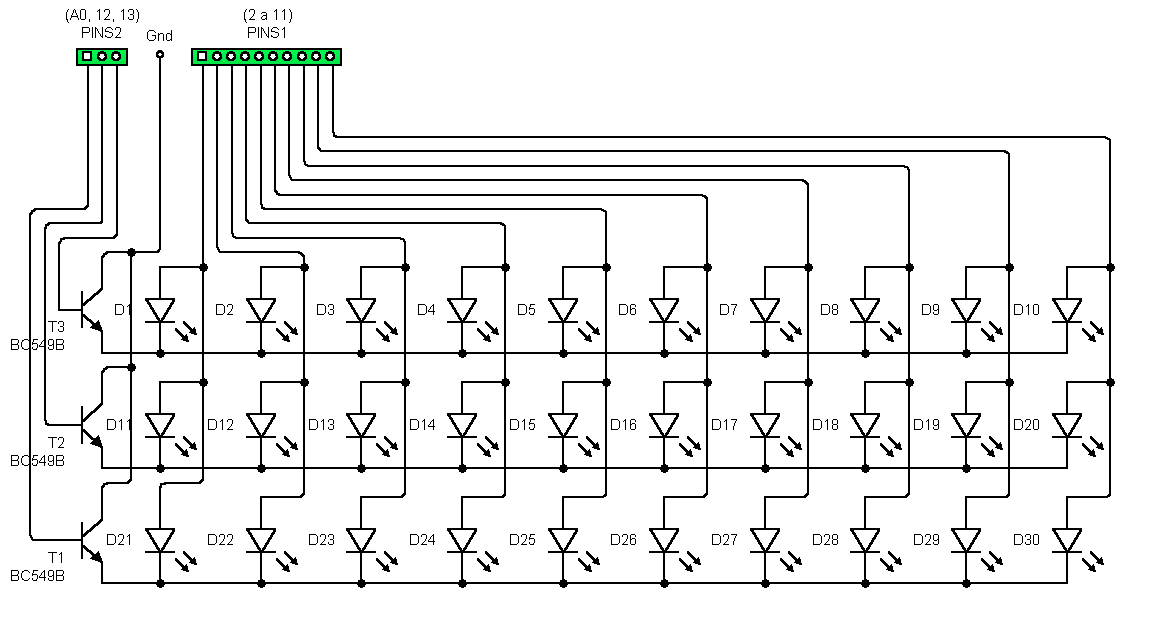 (A0, 12, 13)
PINS2
Gnd
(2 a 11)
PINS1
D1
D2
D3
D4
D5
D6
D7
D8
D9
D10
T3
BC549B
D11
D12
D13
D14
D15
D16
D17
D18
D19
D20
T2
BC549B
D21
D22
D23
D24
D25
D26
D27
D28
D29
D30
T1
BC549B